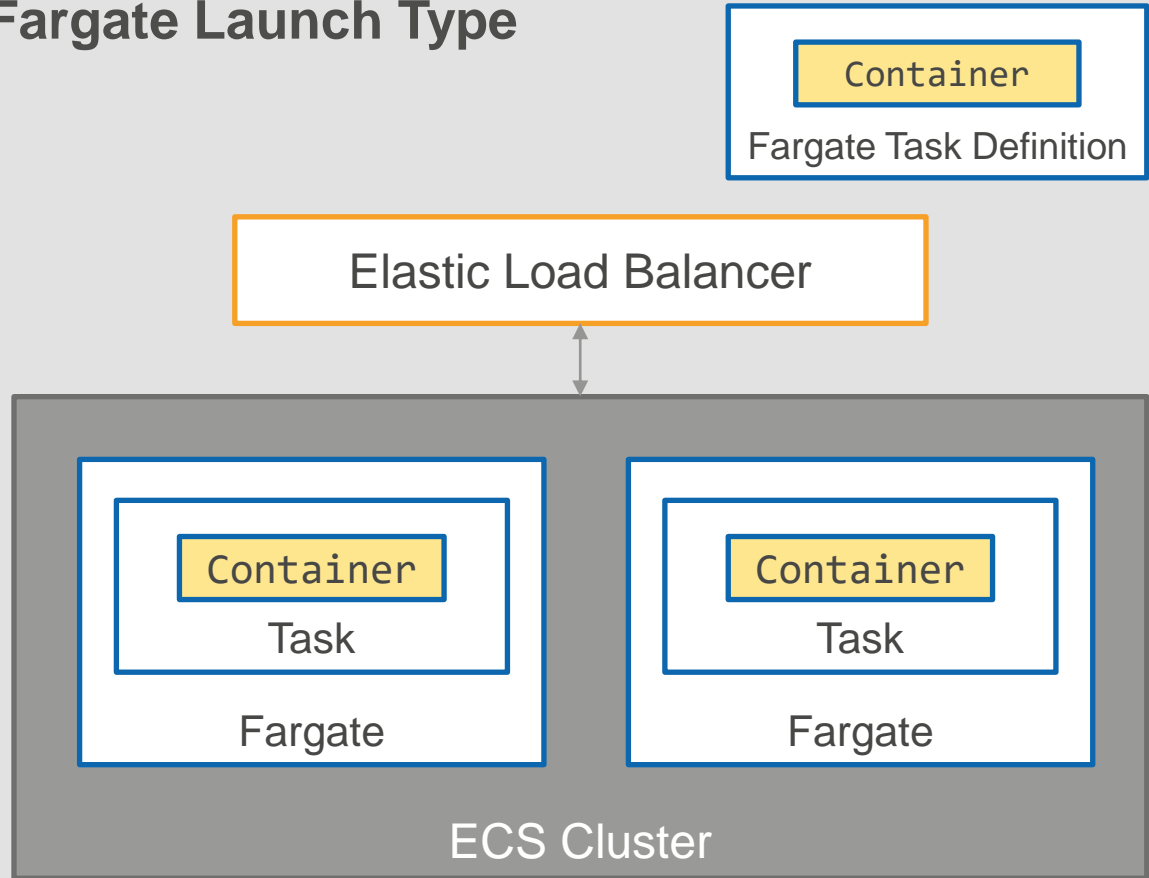 Fargate Launch Type
Container
Fargate Task Definition
Elastic Load Balancer
Container
Task
Fargate
Container
Task
Fargate
ECS Cluster